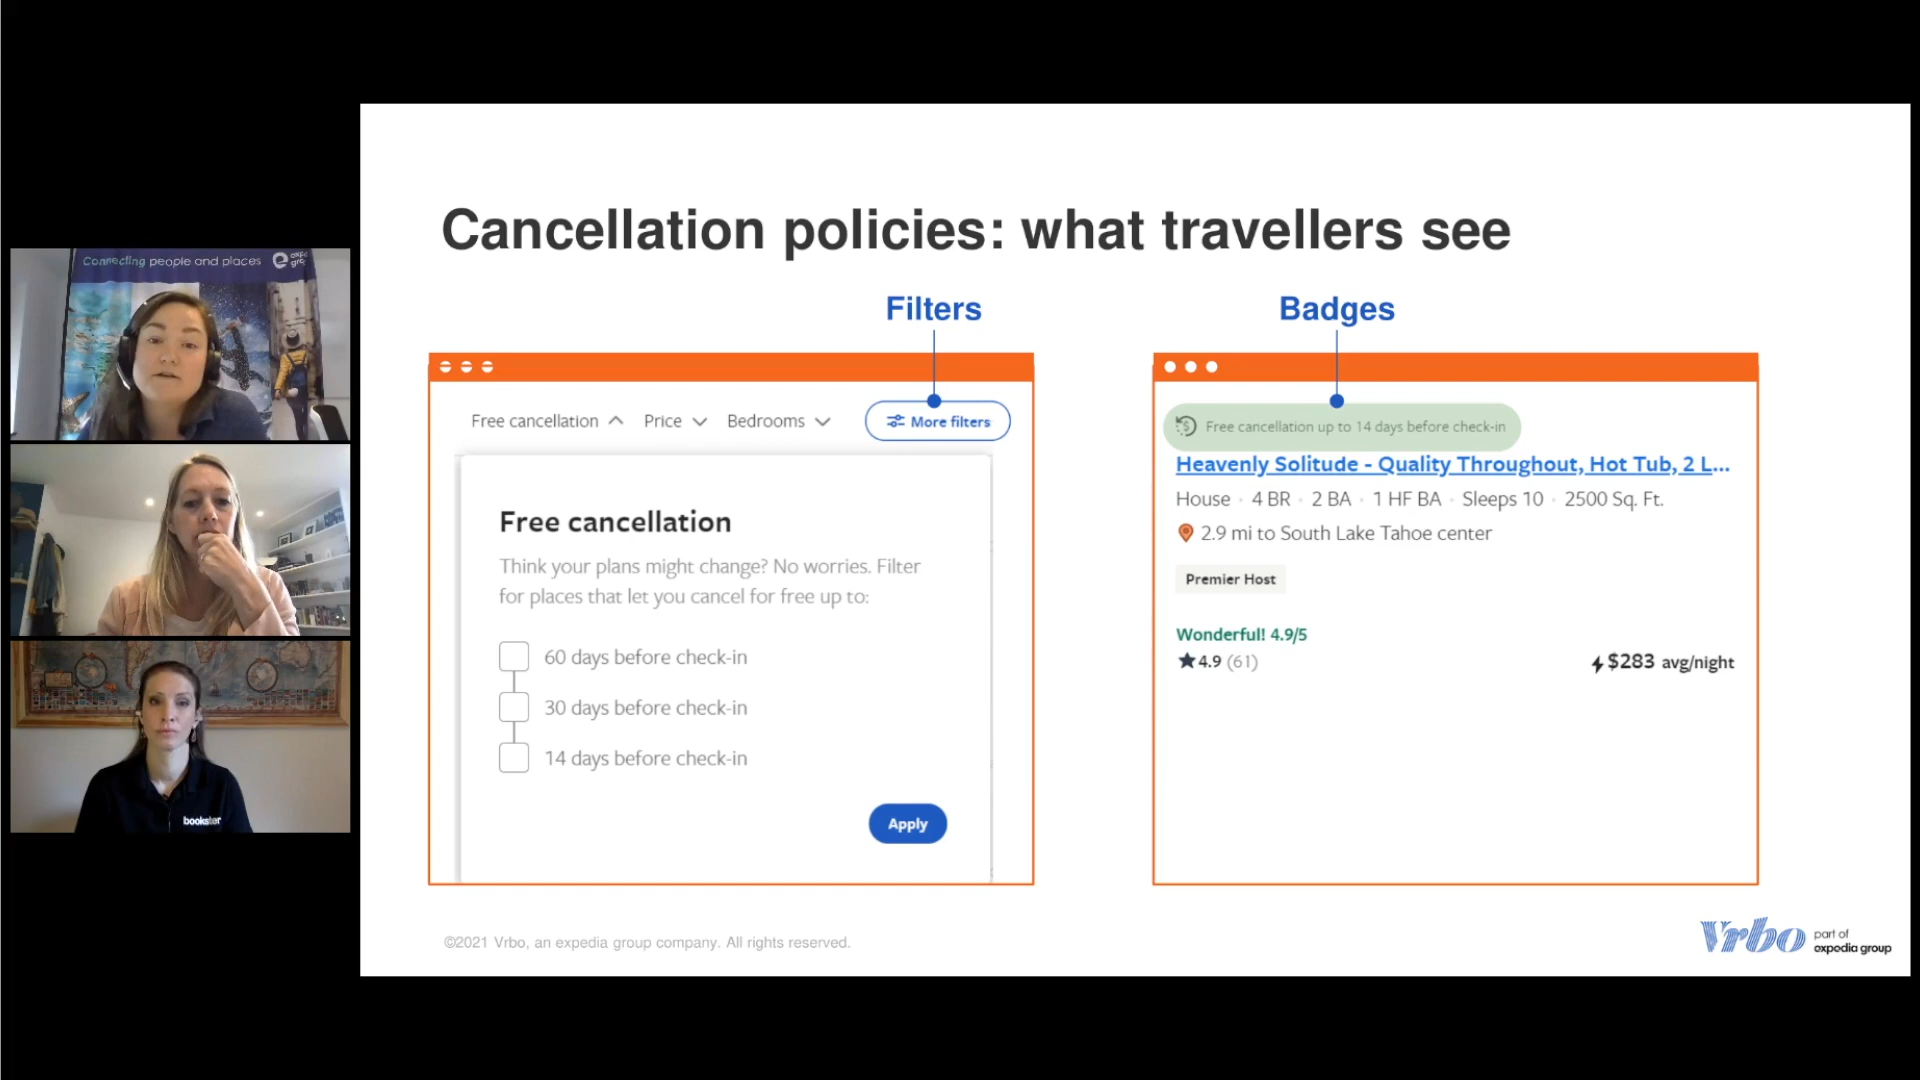 Connecting people and places
bookster
Cancellation policies: what travellers see
Filters
Badges
Free cancellation
Price
Bedrooms
More filters
Free cancellation
Think your plans might change? No worries. Filter
for places that let you cancel for free up to:
60 days before check-in
30 days before check-in
14 days before check-in
Apply
Free cancellation up to 14 days before check-in
Heavenly Solitude - Quality Throughout, Hot Tub, 2 L...
House · 4 BR · 2 BA · 1 HF BA · Sleeps 10 · 2500 Sq. Ft.
2.9 mi to South Lake Tahoe center
Premier Host
Wonderful! 4.9/5
4.9 (61)
$283 avg/night
©2021 Vrbo, an expedia group company. All rights reserved.
Vrbo
part of
expedia group